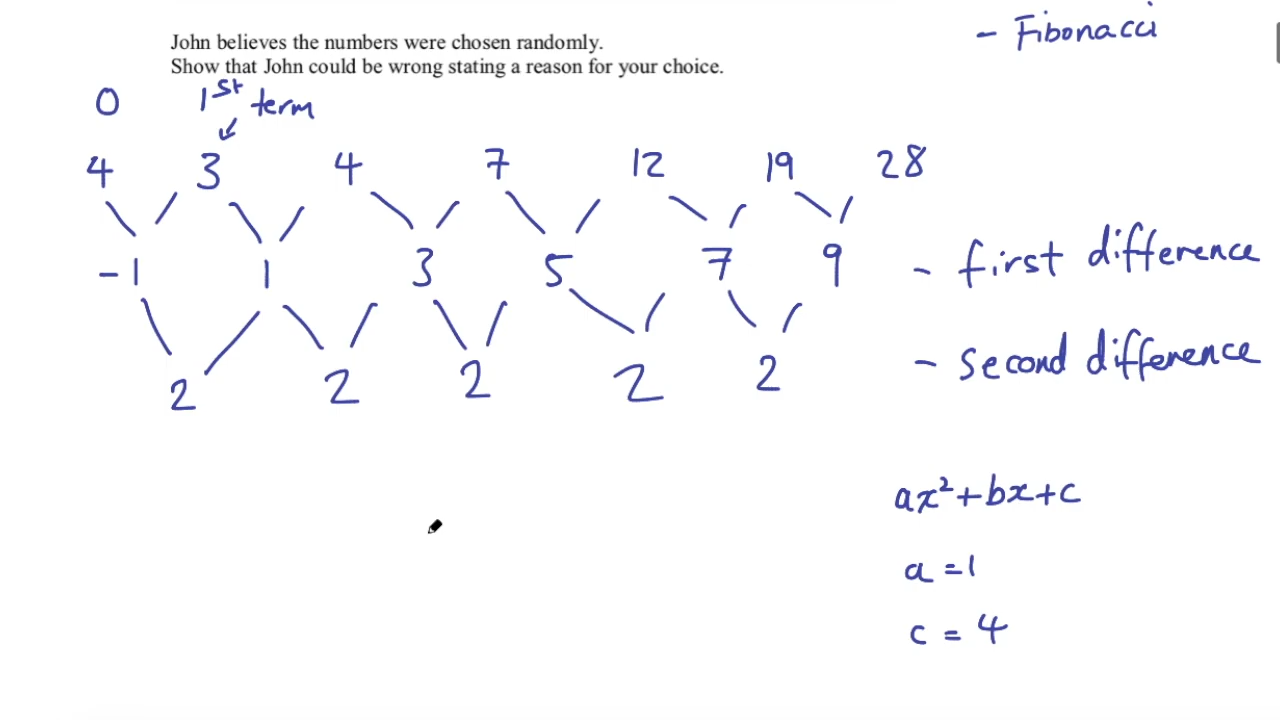 - Fibonacci
John believes the numbers were chosen randomly.
Show that John could be wrong stating a reason for your choice.
0 1st term
4 3 4 7 12 19 28
-1 1 3 5 7 9 - first difference
2 2 2 2 2 - second difference
ax²+bx+c
a =1
c = 4